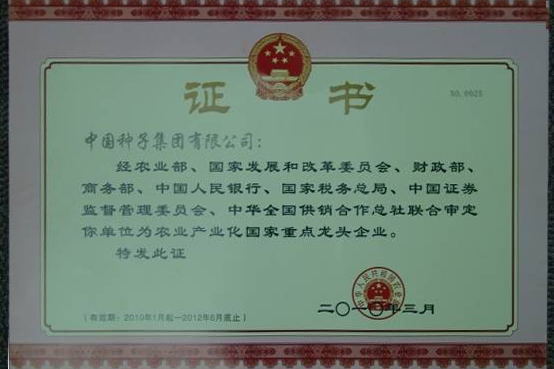 证书
NO.0025
中国种子集团有限公司：
经农业部、国家发展和改革委员会、财政部、
商务部、中国人民银行、国家税务总局、中国证券
监督管理委员会、中华全国供销合作总社联合审定
你单位为农业产业化国家重点龙头企业。
特发此证
二〇一〇年三月
（有效期：2010年1月起—2012年6月底止）